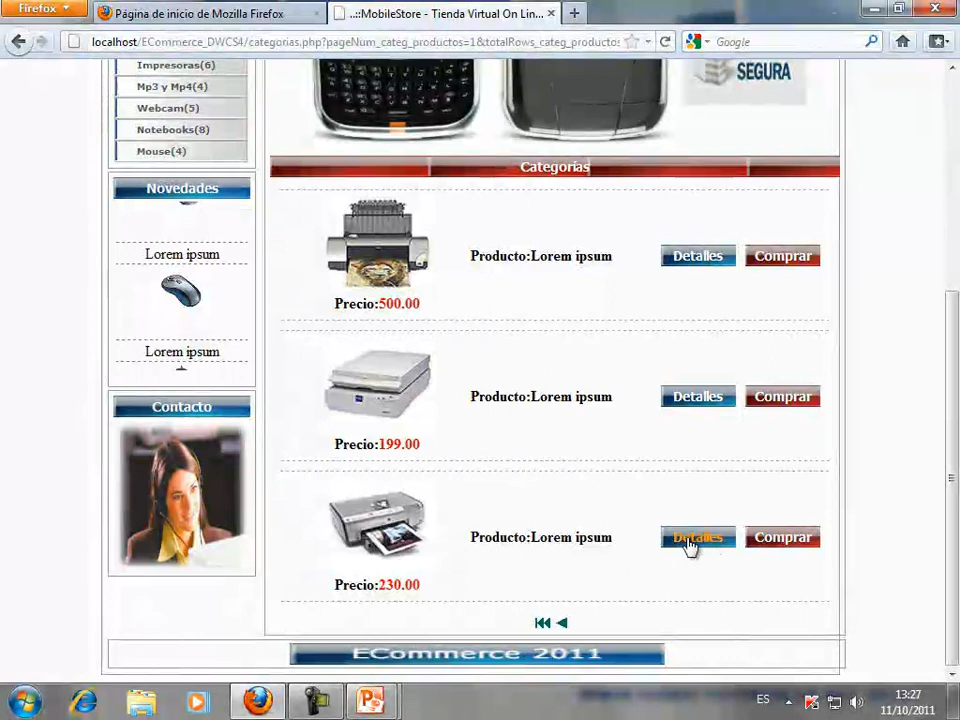 Firefox
Página de inicio de Mozilla Firefox
..::MobileStore - Tienda Virtual On Lin...
localhost/ECommerce_DWCS4/categorias.php?pageNum_categ_productos=1&totalRows_categ_productos
Google
Impresoras(6)
Mp3 y Mp4(4)
Webcam(5)
Notebooks(8)
Mouse(4)
SEGURA
Categorías
Novedades
Lorem ipsum
Lorem ipsum
Contacto
Producto:Lorem ipsum
Detalles
Comprar
Precio:500.00
Producto:Lorem ipsum
Detalles
Comprar
Precio:199.00
Producto:Lorem ipsum
Detalles
Comprar
Precio:230.00
ECommerce 2011
ES
13:27
11/10/2011